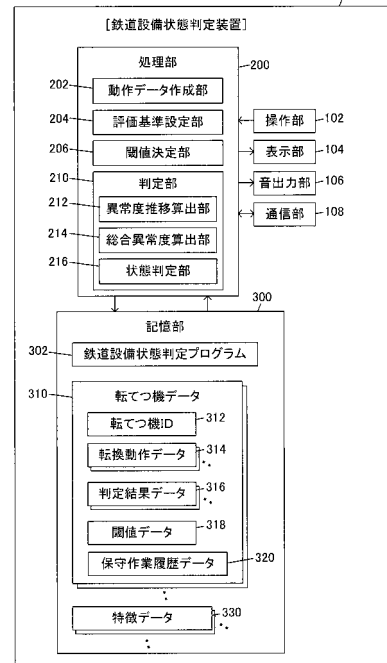 [鉄道設備状態判定装置]
処理部
200
202
動作データ作成部
204
評価基準設定部
操作部
102
206
閾値決定部
表示部
104
210
判定部
音出力部
106
212
異常度推移算出部
通信部
108
214
総合異常度算出部
216
状態判定部
300
記憶部
302
鉄道設備状態判定プログラム
310
転てつ機データ
転てつ機ID
312
転換動作データ
314
判定結果データ
316
閾値データ
318
保守作業履歴データ
320
特徴データ
330